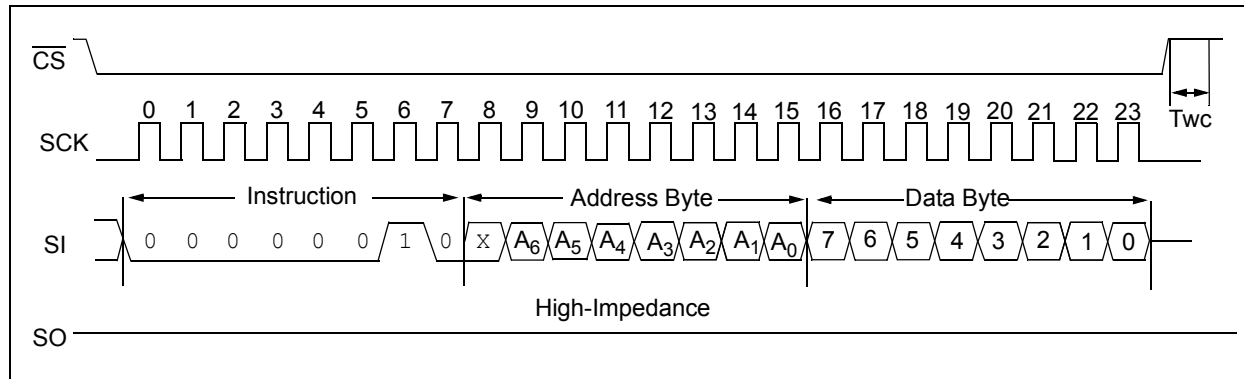 CS
0 1 2 3 4 5 6 7 8 9 10 11 12 13 14 15 16 17 18 19 20 21 22 23
Twc
SCK
Instruction Address Byte Data Byte
SI 0 0 0 0 0 0 1 0 X A6 A5 A4 A3 A2 A1 A0 7 6 5 4 3 2 1 0
High-Impedance
SO